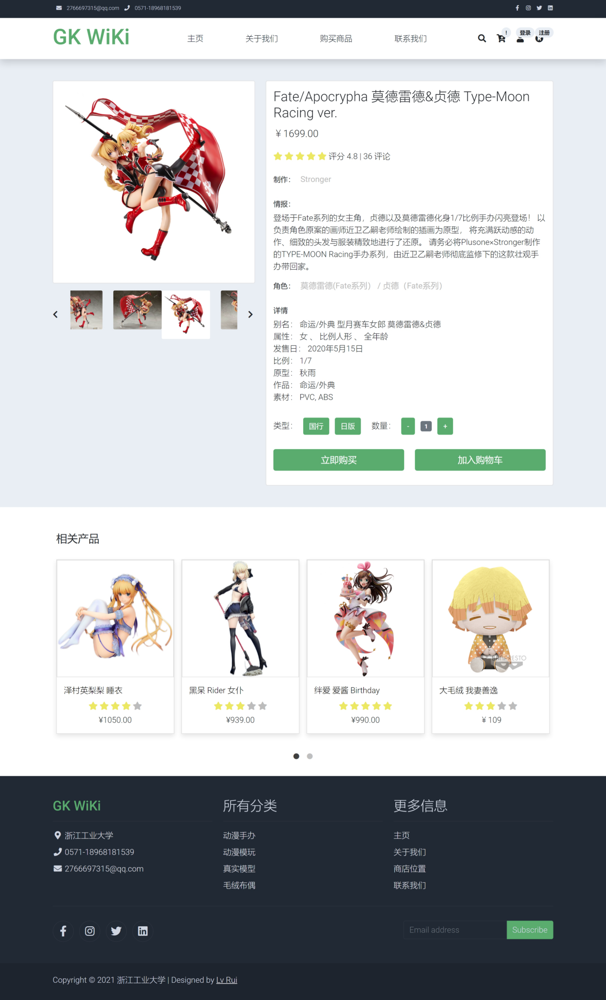 2766697315@qq.com 0571-18968181539
GK WiKi 主页 关于我们 购买商品 联系我们 ! 登录 注册
Fate/Apocrypha 莫德雷德&贞德 Type-Moon
Racing ver.
¥ 1699.00
评分 4.8 | 36 评论
制作： Stronger
情报：
登场于Fate系列的女主角，贞德以及莫德雷德化身1/7比例手办闪亮登场！ 以
负责角色原案的画师近卫乙嗣老师绘制的插画为原型， 将充满跃动感的动
作、细致的头发与服装精致地进行了还原。 请务必将Plusone×Stronger制作
的TYPE-MOON Racing手办系列，由近卫乙嗣老师彻底监修下的这款壮观手
办带回家。
角色： 莫德雷德(Fate系列） / 贞德（Fate系列）
详情
别名： 命运/外典 型月赛车女郎 莫德雷德&贞德
属性： 女 、 比例人形 、 全年龄
发售日： 2020年5月15日
比例： 1/7
原型： 秋雨
作品： 命运/外典
素材： PVC, ABS
类型： 国行 日版 数量： - 1 +
立即购买 加入购物车
相关产品
BANPRESTO
泽村英梨梨 睡衣 黑呆 Rider 女仆 绊爱 爱酱 Birthday 大毛绒 我妻善逸
¥1050.00 ¥939.00 ¥990.00 ¥ 109
GK WiKi
浙江工业大学
0571-18968181539
2766697315@qq.com
所有分类
动漫手办
动漫模玩
真实模型
毛绒布偶
更多信息
主页
关于我们
商店位置
联系我们
Email address Subscribe
Copyright © 2021 浙江工业大学 | Designed by Lv Rui